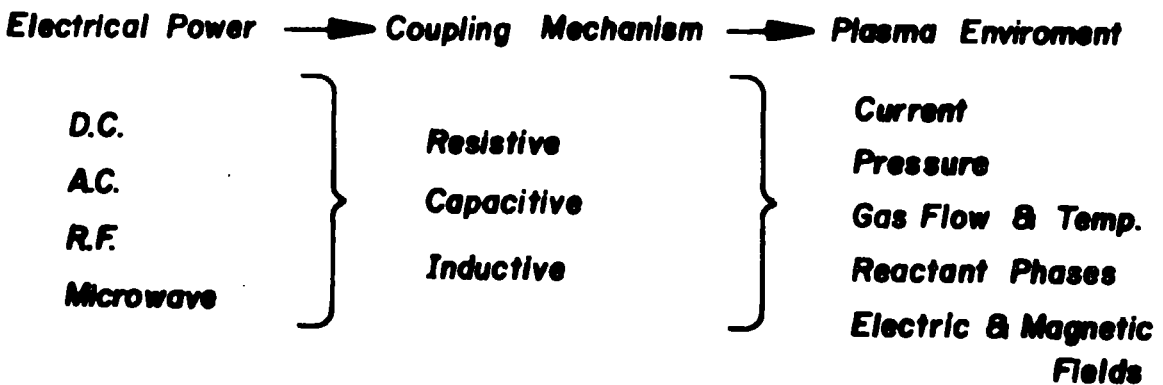 Electrical Power Coupling Mechanism Plasma Enviroment
D.C.
A.C.
R.F.
Microwave
Resistive
Capacitive
Inductive
Current
Pressure
Gas Flow & Temp.
Reactant Phases
Electric & Magnetic
Fields